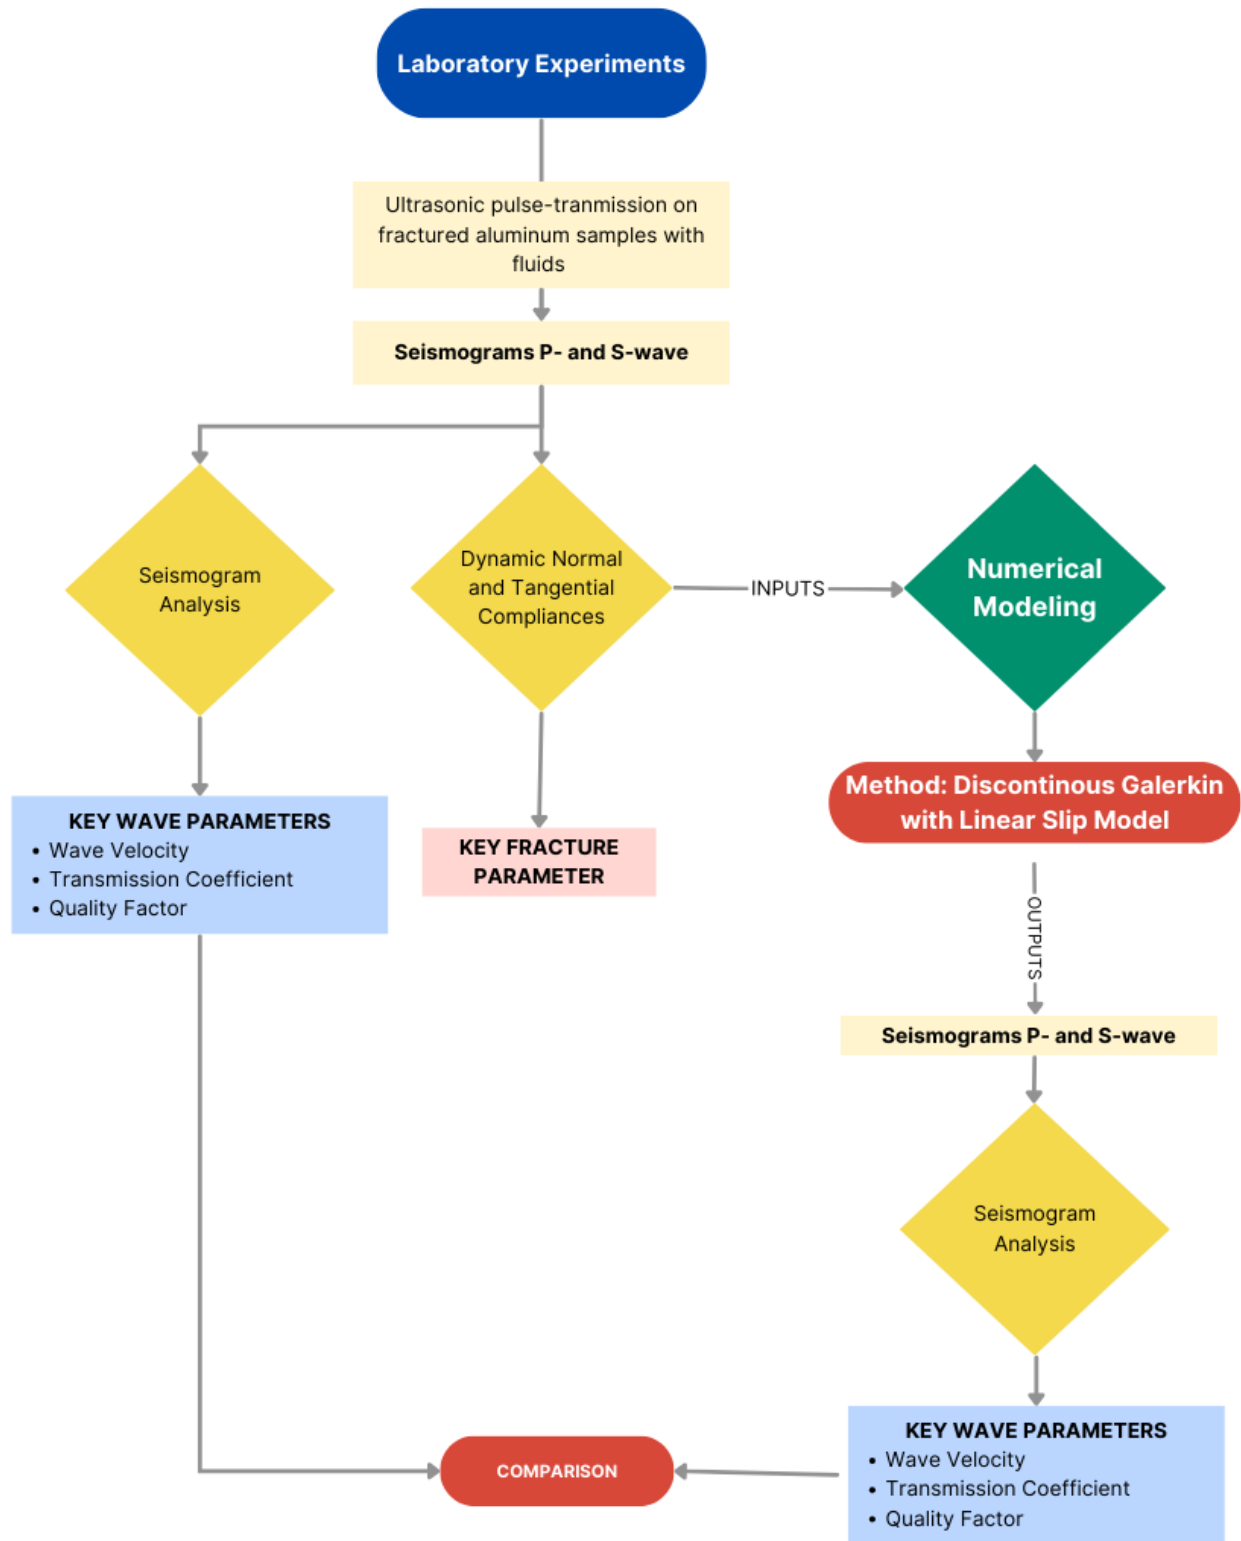 Laboratory Experiments
Ultrasonic pulse-tranmission on
fractured aluminum samples with
fluids
Seismograms P- and S-wave
Seismogram
Analysis
Dynamic Normal
and Tangential
Compliances
INPUTS
Numerical
Modeling
Method: Discontinous Galerkin
with Linear Slip Model
KEY WAVE PARAMETERS
• Wave Velocity
• Transmission Coefficient
• Quality Factor
KEY FRACTURE
PARAMETER
OUTPUTS
Seismograms P- and S-wave
Seismogram
Analysis
KEY WAVE PARAMETERS
• Wave Velocity
• Transmission Coefficient
• Quality Factor
COMPARISON